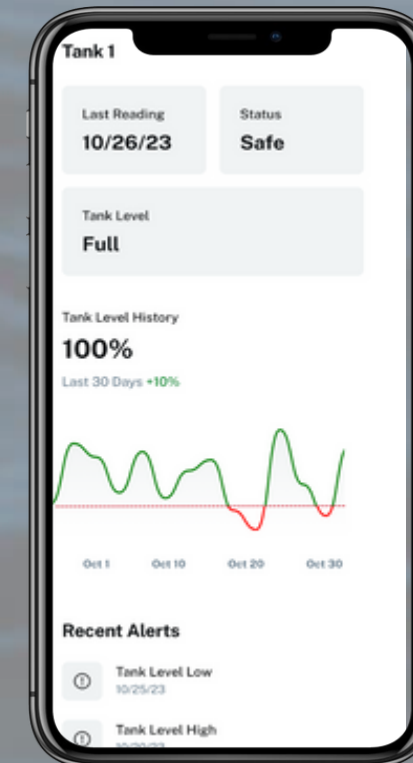 Tank 1
Last Reading
10/26/23
Status
Safe
Tank Level
Full
Tank Level History
100%
Last 30 Days +10%
Oct 1 Oct 10 Oct 20 Oct 30
Recent Alerts
Tank Level Low
10/25/23
Tank Level High